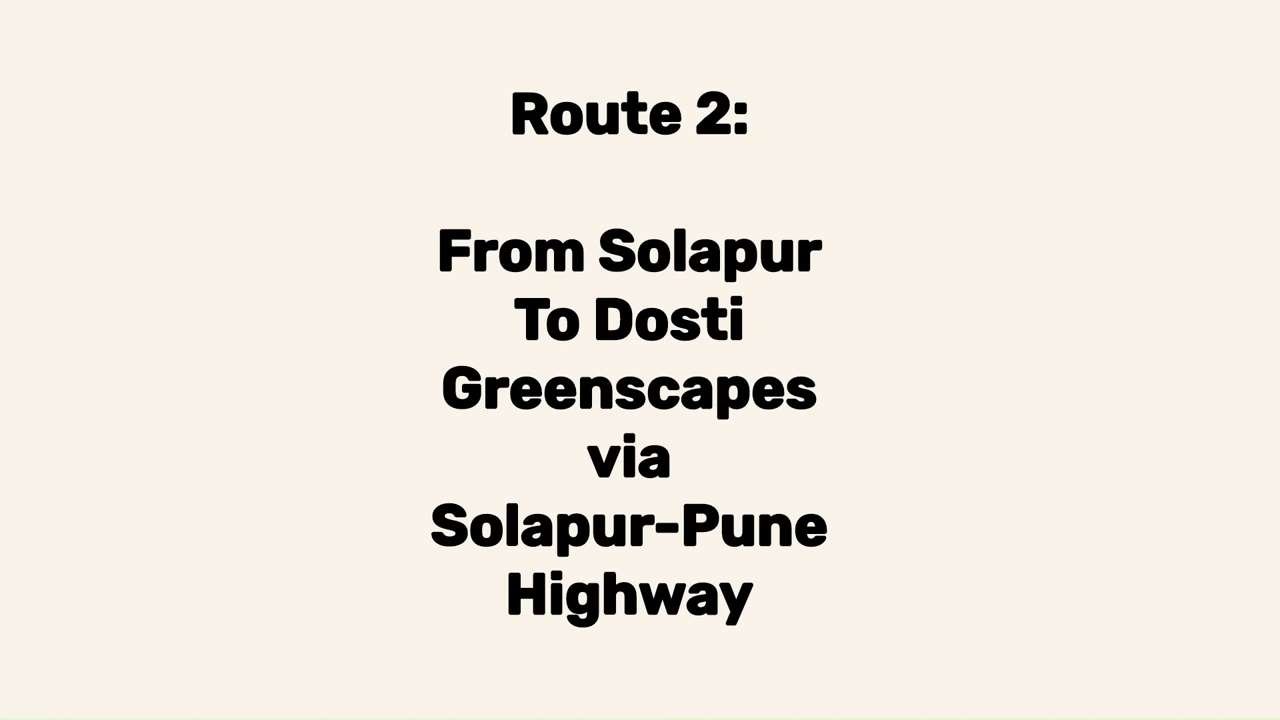 Route 2:
From Solapur
To Dosti
Greenscapes
via
Solapur-Pune
Highway